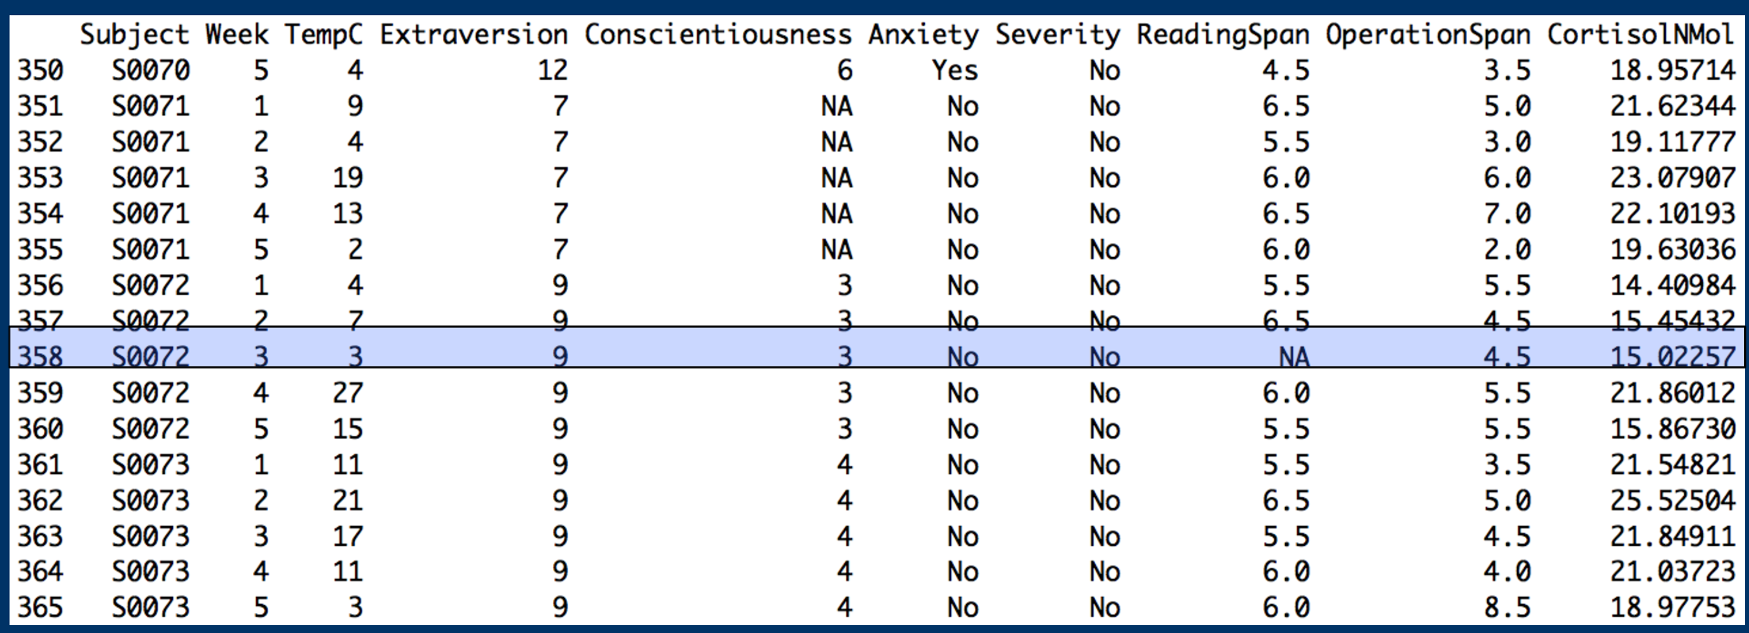 Subject Week TempC Extraversion Conscientiousness Anxiety Severity ReadingSpan OperationSpan CortisolNMol
350 S0070 5 4 12 6 Yes No 4.5 3.5 18.95714
351 S0071 1 9 7 NA No No 6.5 5.0 21.62344
352 S0071 2 4 7 NA No No 5.5 3.0 19.11777
353 S0071 3 19 7 NA No No 6.0 6.0 23.07907
354 S0071 4 13 7 NA No No 6.5 7.0 22.10193
355 S0071 5 2 7 NA No No 6.0 2.0 19.63036
356 S0072 1 4 9 3 No No 5.5 5.5 14.40984
357 S0072 2 7 9 3 No No 6.5 4.5 15.45432
358 S0072 3 3 9 3 No No NA 4.5 15.02257
359 S0072 4 27 9 3 No No 6.0 5.5 21.86012
360 S0072 5 15 9 3 No No 5.5 5.5 15.86730
361 S0073 1 11 9 4 No No 5.5 3.5 21.54821
362 S0073 2 21 9 4 No No 6.5 5.0 25.52504
363 S0073 3 17 9 4 No No 5.5 4.5 21.84911
364 S0073 4 11 9 4 No No 6.0 4.0 21.03723
365 S0073 5 3 9 4 No No 6.0 8.5 18.97753